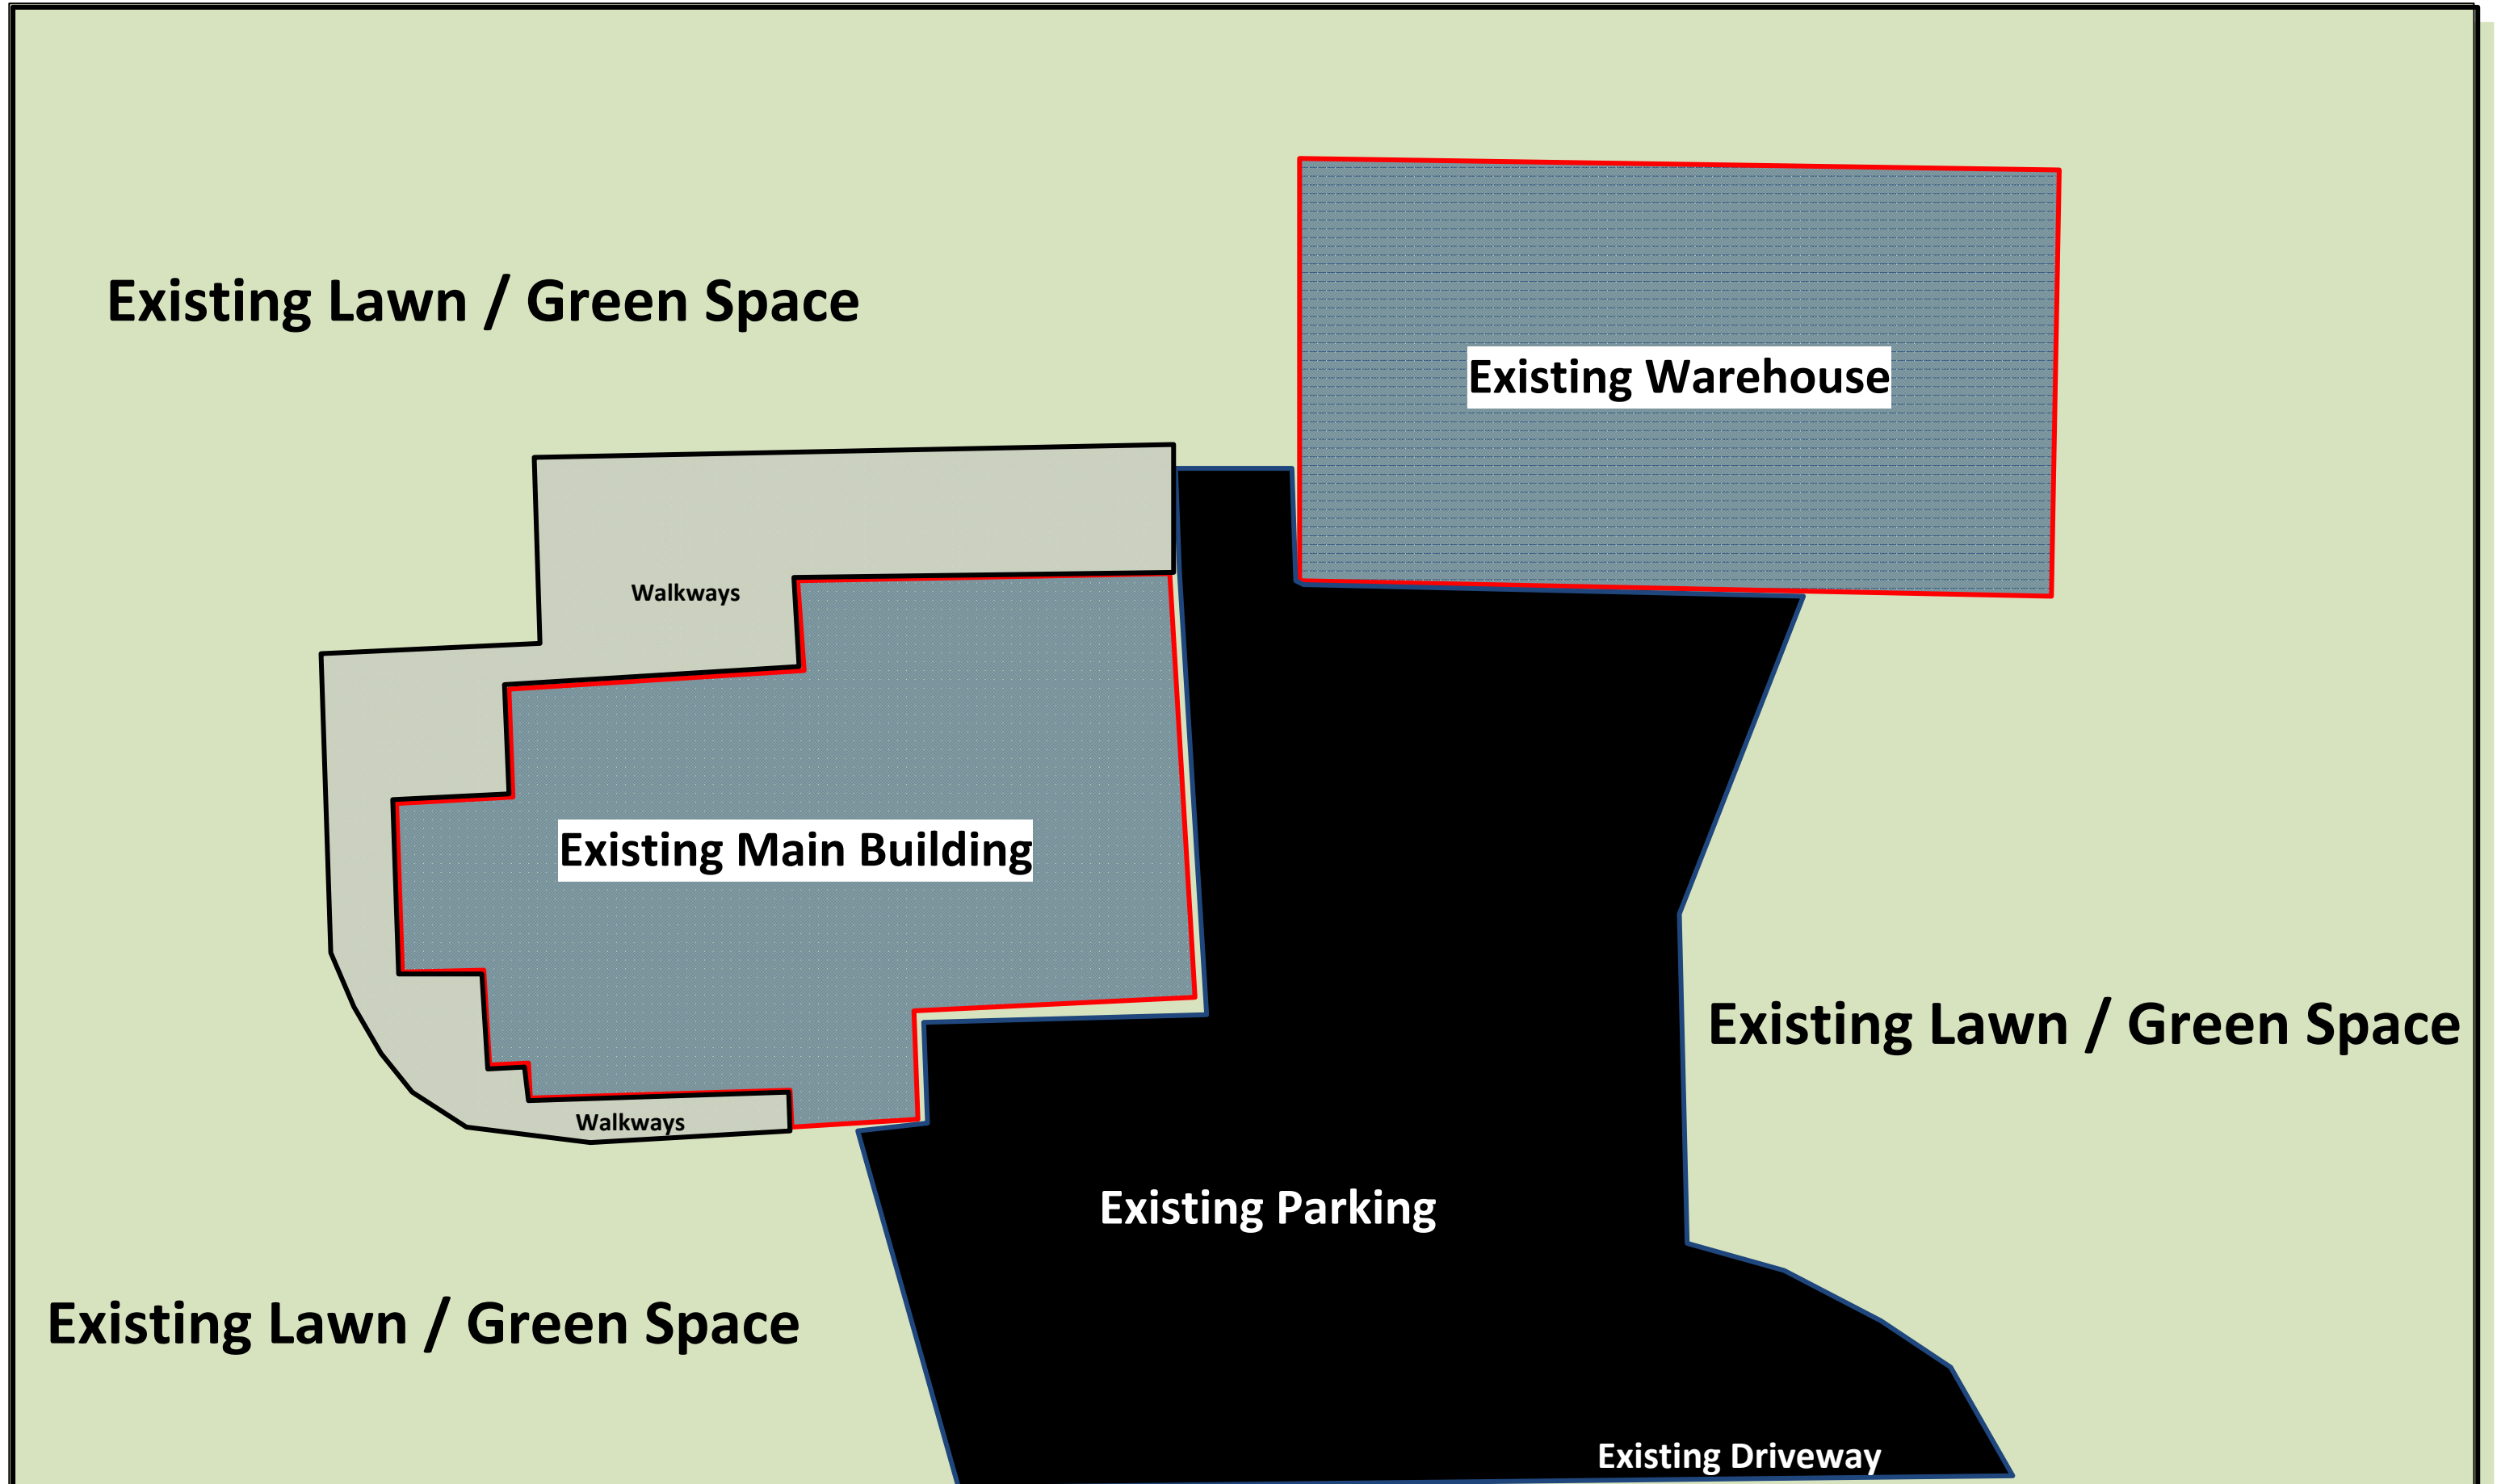 Existing Lawn / Green Space
Existing Warehouse
Walkways
Existing Main Building
Existing Lawn / Green Space
Walkways
Existing Parking
Existing Lawn / Green Space
Existing Driveway